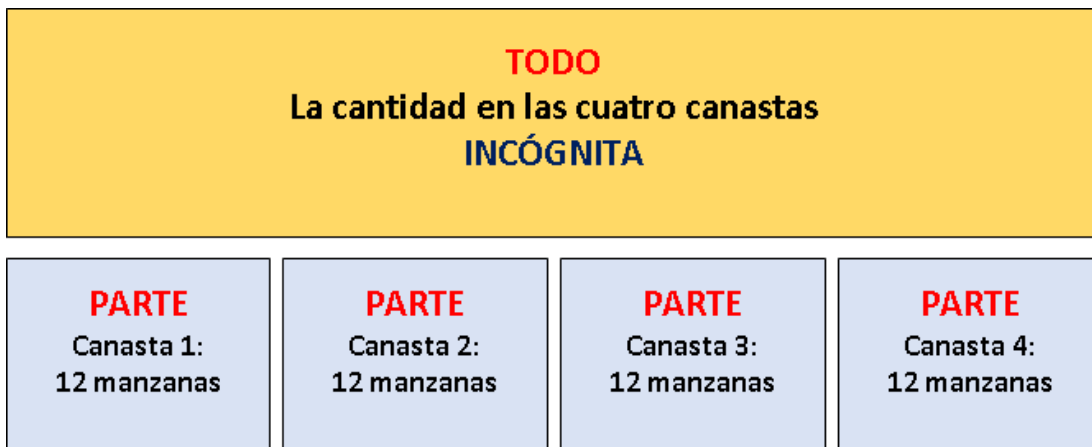 TODO
La cantidad en las cuatro canastas
INCÓGNITA
PARTE
Canasta 1:
12 manzanas
PARTE
Canasta 2:
12 manzanas
PARTE
Canasta 3:
12 manzanas
PARTE
Canasta 4:
12 manzanas